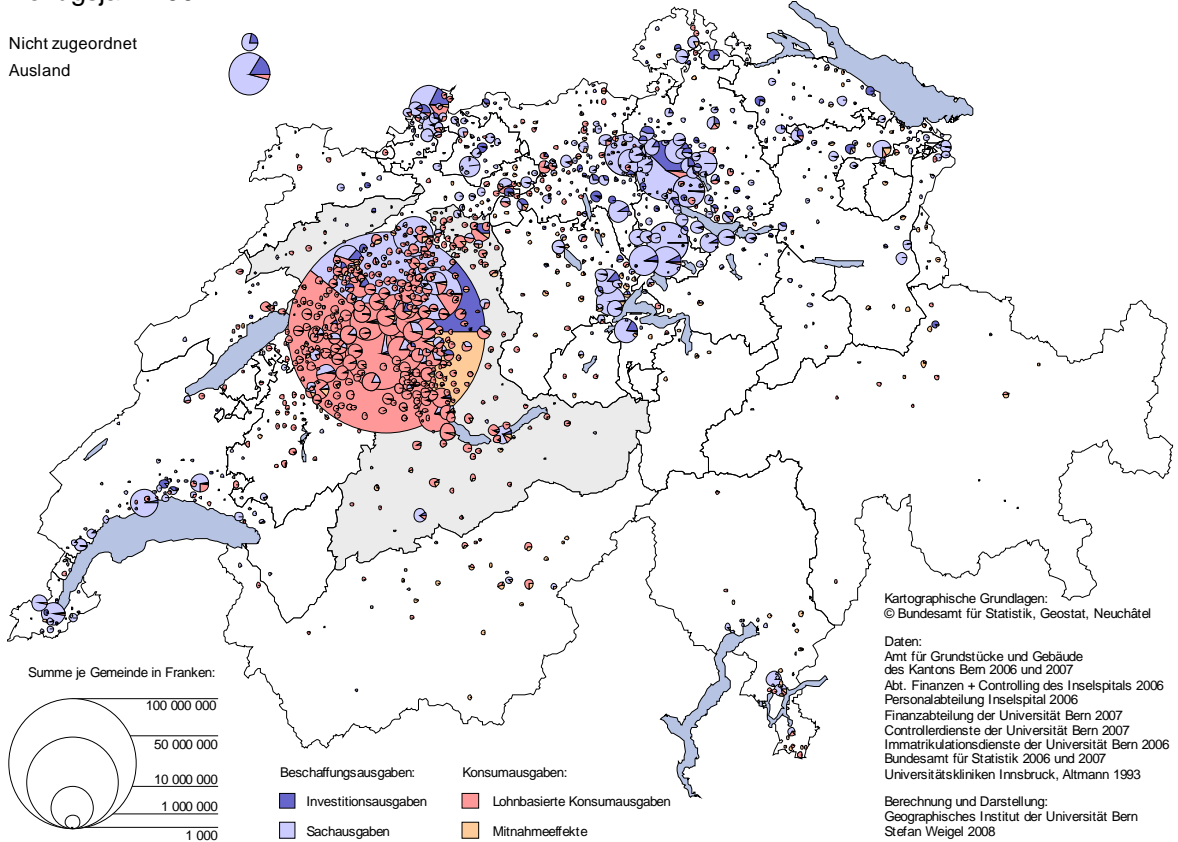 Nicht zugeordnet
Ausland
Kartographische Grundlagen:
© Bundesamt für Statistik, Geostat, Neuchâtel
Daten:
Amt für Grundstücke und Gebäude
des Kantons Bern 2006 und 2007
Abt. Finanzen + Controlling des Inselspitals 2006
Personalabteilung Inselspital 2006
Finanzabteilung der Universität Bern 2007
Controllerdienste der Universität Bern 2007
Immatrikulationsdienste der Universität Bern 2006
Bundesamt für Statistik 2006 und 2007
Universitätskliniken Innsbruck, Altmann 1993
Berechnung und Darstellung:
Geographisches Institut der Universität Bern
Stefan Weigel 2008
Summe je Gemeinde in Franken:
100 000 000
50 000 000
10 000 000
1 000 000
1 000
Beschaffungsausgaben:
Investitionsausgaben
Sachausgaben
Konsumausgaben:
Lohnbasierte Konsumausgaben
Mitnahmeeffekte